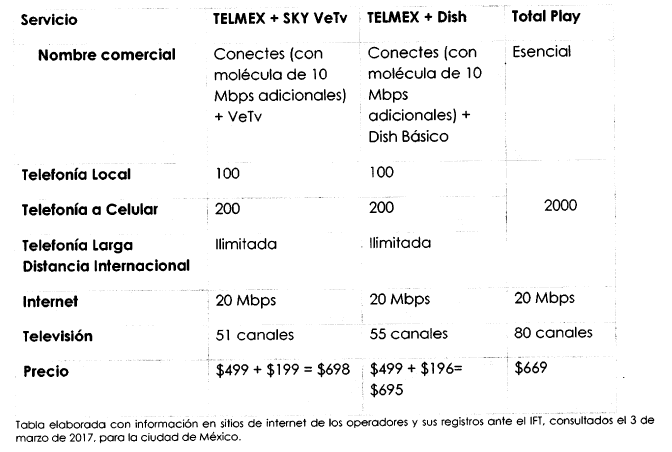 Servicio TELMEX + SKY VeTv TELMEX + Dish Total Play
Nombre comercial Conectes (con Conectes (con Esencial
molécula de 10 molécula de 10
Mbps adicionales) Mbps
+ VeTv adicionales) +
Dish Básico
Telefonía Local 100 100
Telefonía a Celular 200 200 2000
Telefonía Larga Ilimitada Ilimitada
Distancia Internacional
Internet 20 Mbps 20 Mbps 20 Mbps
Televisión 51 canales 55 canales 80 canales
Precio $499 + $199 = $698 $499 + $196= $669
$695
Tabla elaborada con información en sitios de internet de los operadores y sus registros ante el IFT, consultados el 3 de
marzo de 2017, para la ciudad de México.